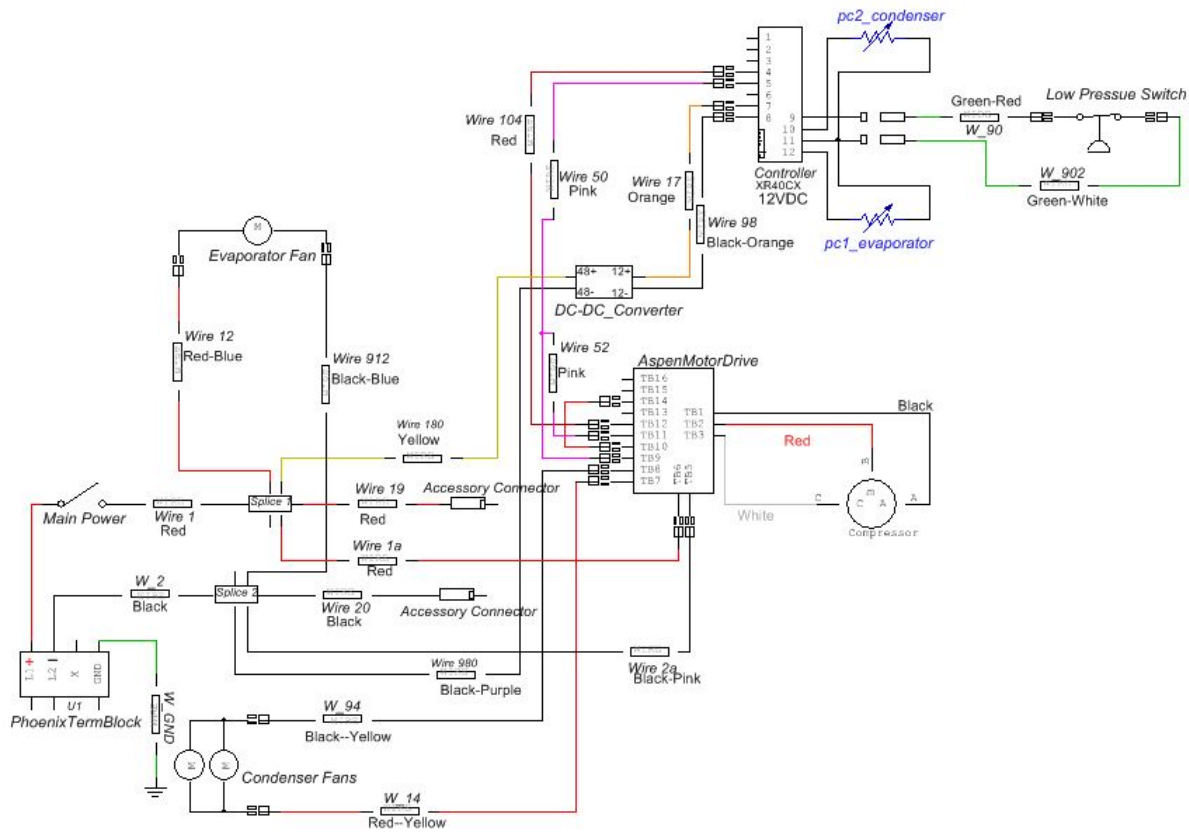 pc2_condenser
1
2
3
4
5
6
7
8
9
10
11
12
Controller
XR40CX
12VDC
Green-Red
W_90
Low Pressue Switch
W_902
Green-White
pc1_evaporator
Wire 104
Red
Wire 50
Pink
Wire 17
Orange
Wire 98
Black-Orange
M
Evaporator Fan
48+ 12+
48- 12-
DC-DC_Converter
Wire 12
Red-Blue
Wire 912
Black-Blue
Wire 52
Pink
AspenMotorDrive
TB16
TB15
TB14
TB13
TB12
TB11
TB10
TB9
TB8
TB7
TB1
TB2
TB3
TB6
TB5
Black
Red
White
B
C
A
B
C A
Compressor
Wire 180
Yellow
Main Power
Wire 1
Red
Splice 1
Wire 19
Red
Accessory Connector
Wire 1a
Red
W_2
Black
Splice 2
Wire 20
Black
Accessory Connector
Wire 2a
Black-Pink
Wire 980
Black-Purple
L1 +
L2 -
X
GND
U1
PhoenixTermBlock
W_GND
W_94
Black--Yellow
M
M
Condenser Fans
W_14
Red--Yellow